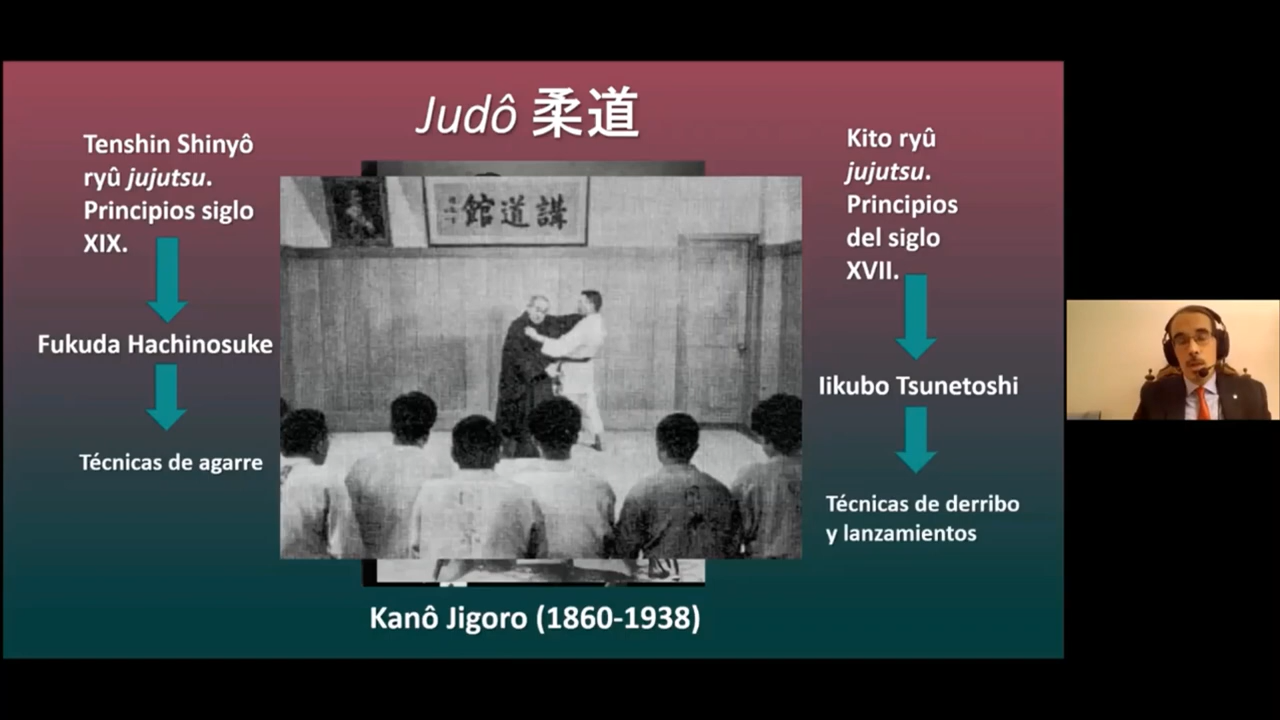 Judô 柔道
Tenshin Shinyô
ryû jujutsu.
Principios siglo
XIX.
Fukuda Hachinosuke
Técnicas de agarre
館道講
Kito ryû
jujutsu.
Principios
del siglo
XVII.
Iikubo Tsunetoshi
Técnicas de derribo
y lanzamientos
Kanô Jigoro (1860-1938)